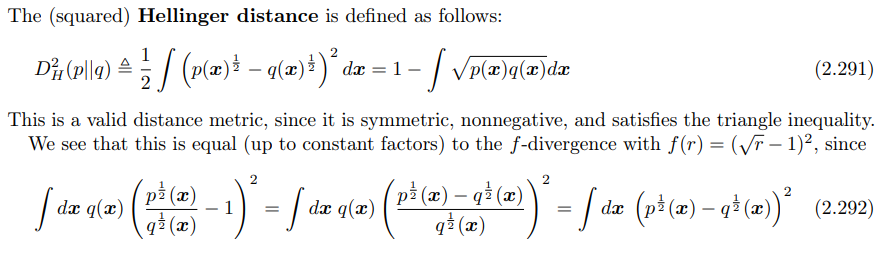 The (squared) Hellinger distance is defined as follows:
D²_H(p||q) ≜ 1/2 ∫ (p(x)^{1/2} − q(x)^{1/2})² dx = 1 − ∫ √(p(x)q(x)) dx (2.291)
This is a valid distance metric, since it is symmetric, nonnegative, and satisfies the triangle inequality.
We see that this is equal (up to constant factors) to the f-divergence with f(r) = (√r − 1)², since
∫ dx q(x) (p^{1/2}(x)/q^{1/2}(x) − 1)² = ∫ dx q(x) ((p^{1/2}(x) − q^{1/2}(x))/q^{1/2}(x))² = ∫ dx (p^{1/2}(x) − q^{1/2}(x))² (2.292)